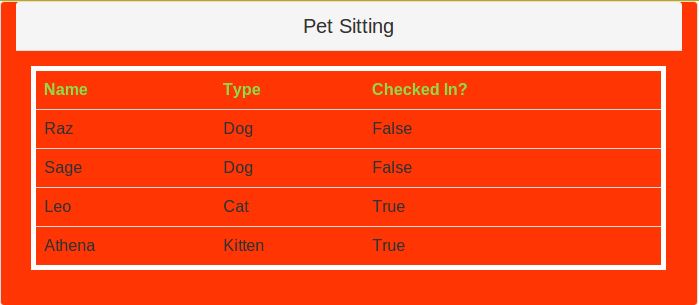 Pet Sitting
Name Type Checked In?
Raz Dog False
Sage Dog False
Leo Cat True
Athena Kitten True